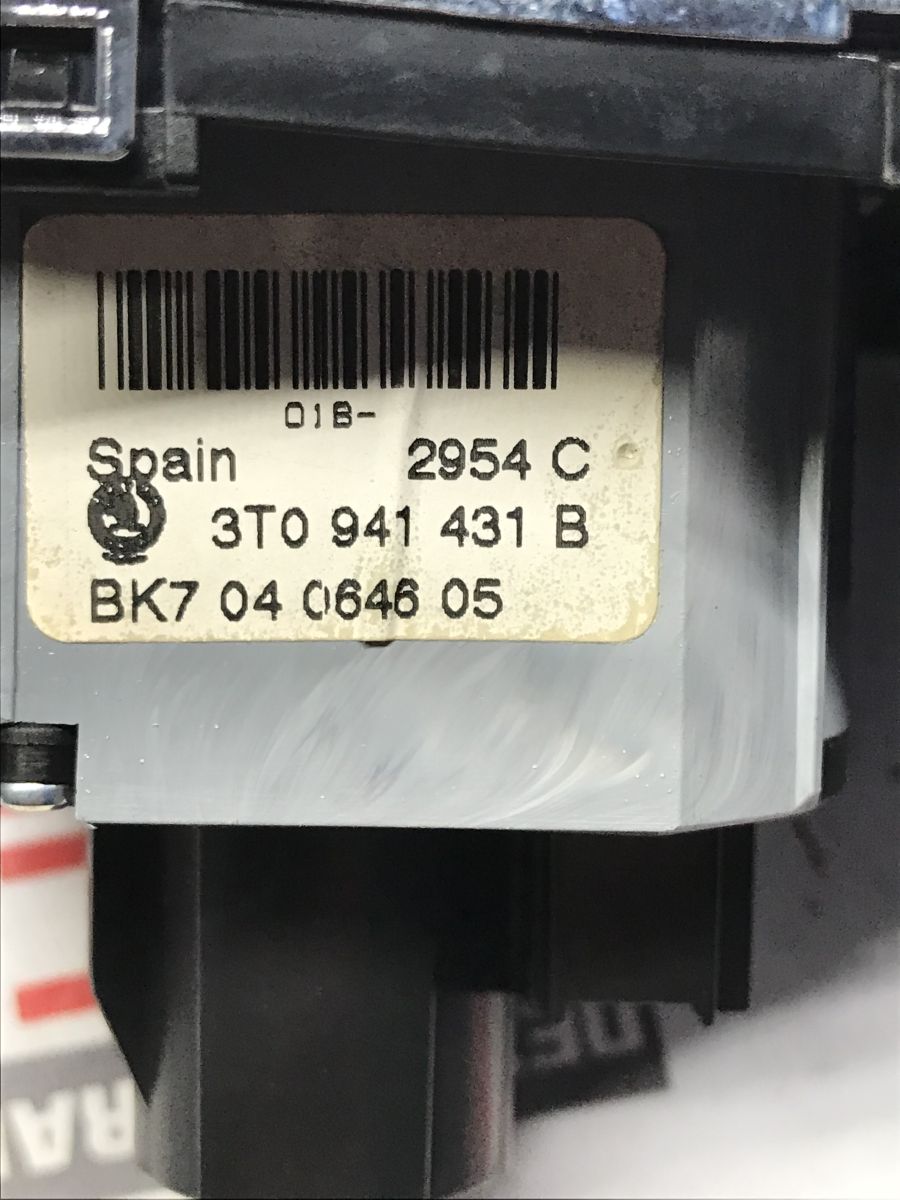 01B-
Spain 2954 C
3T0 941 431 B
BK7 04 0646 05